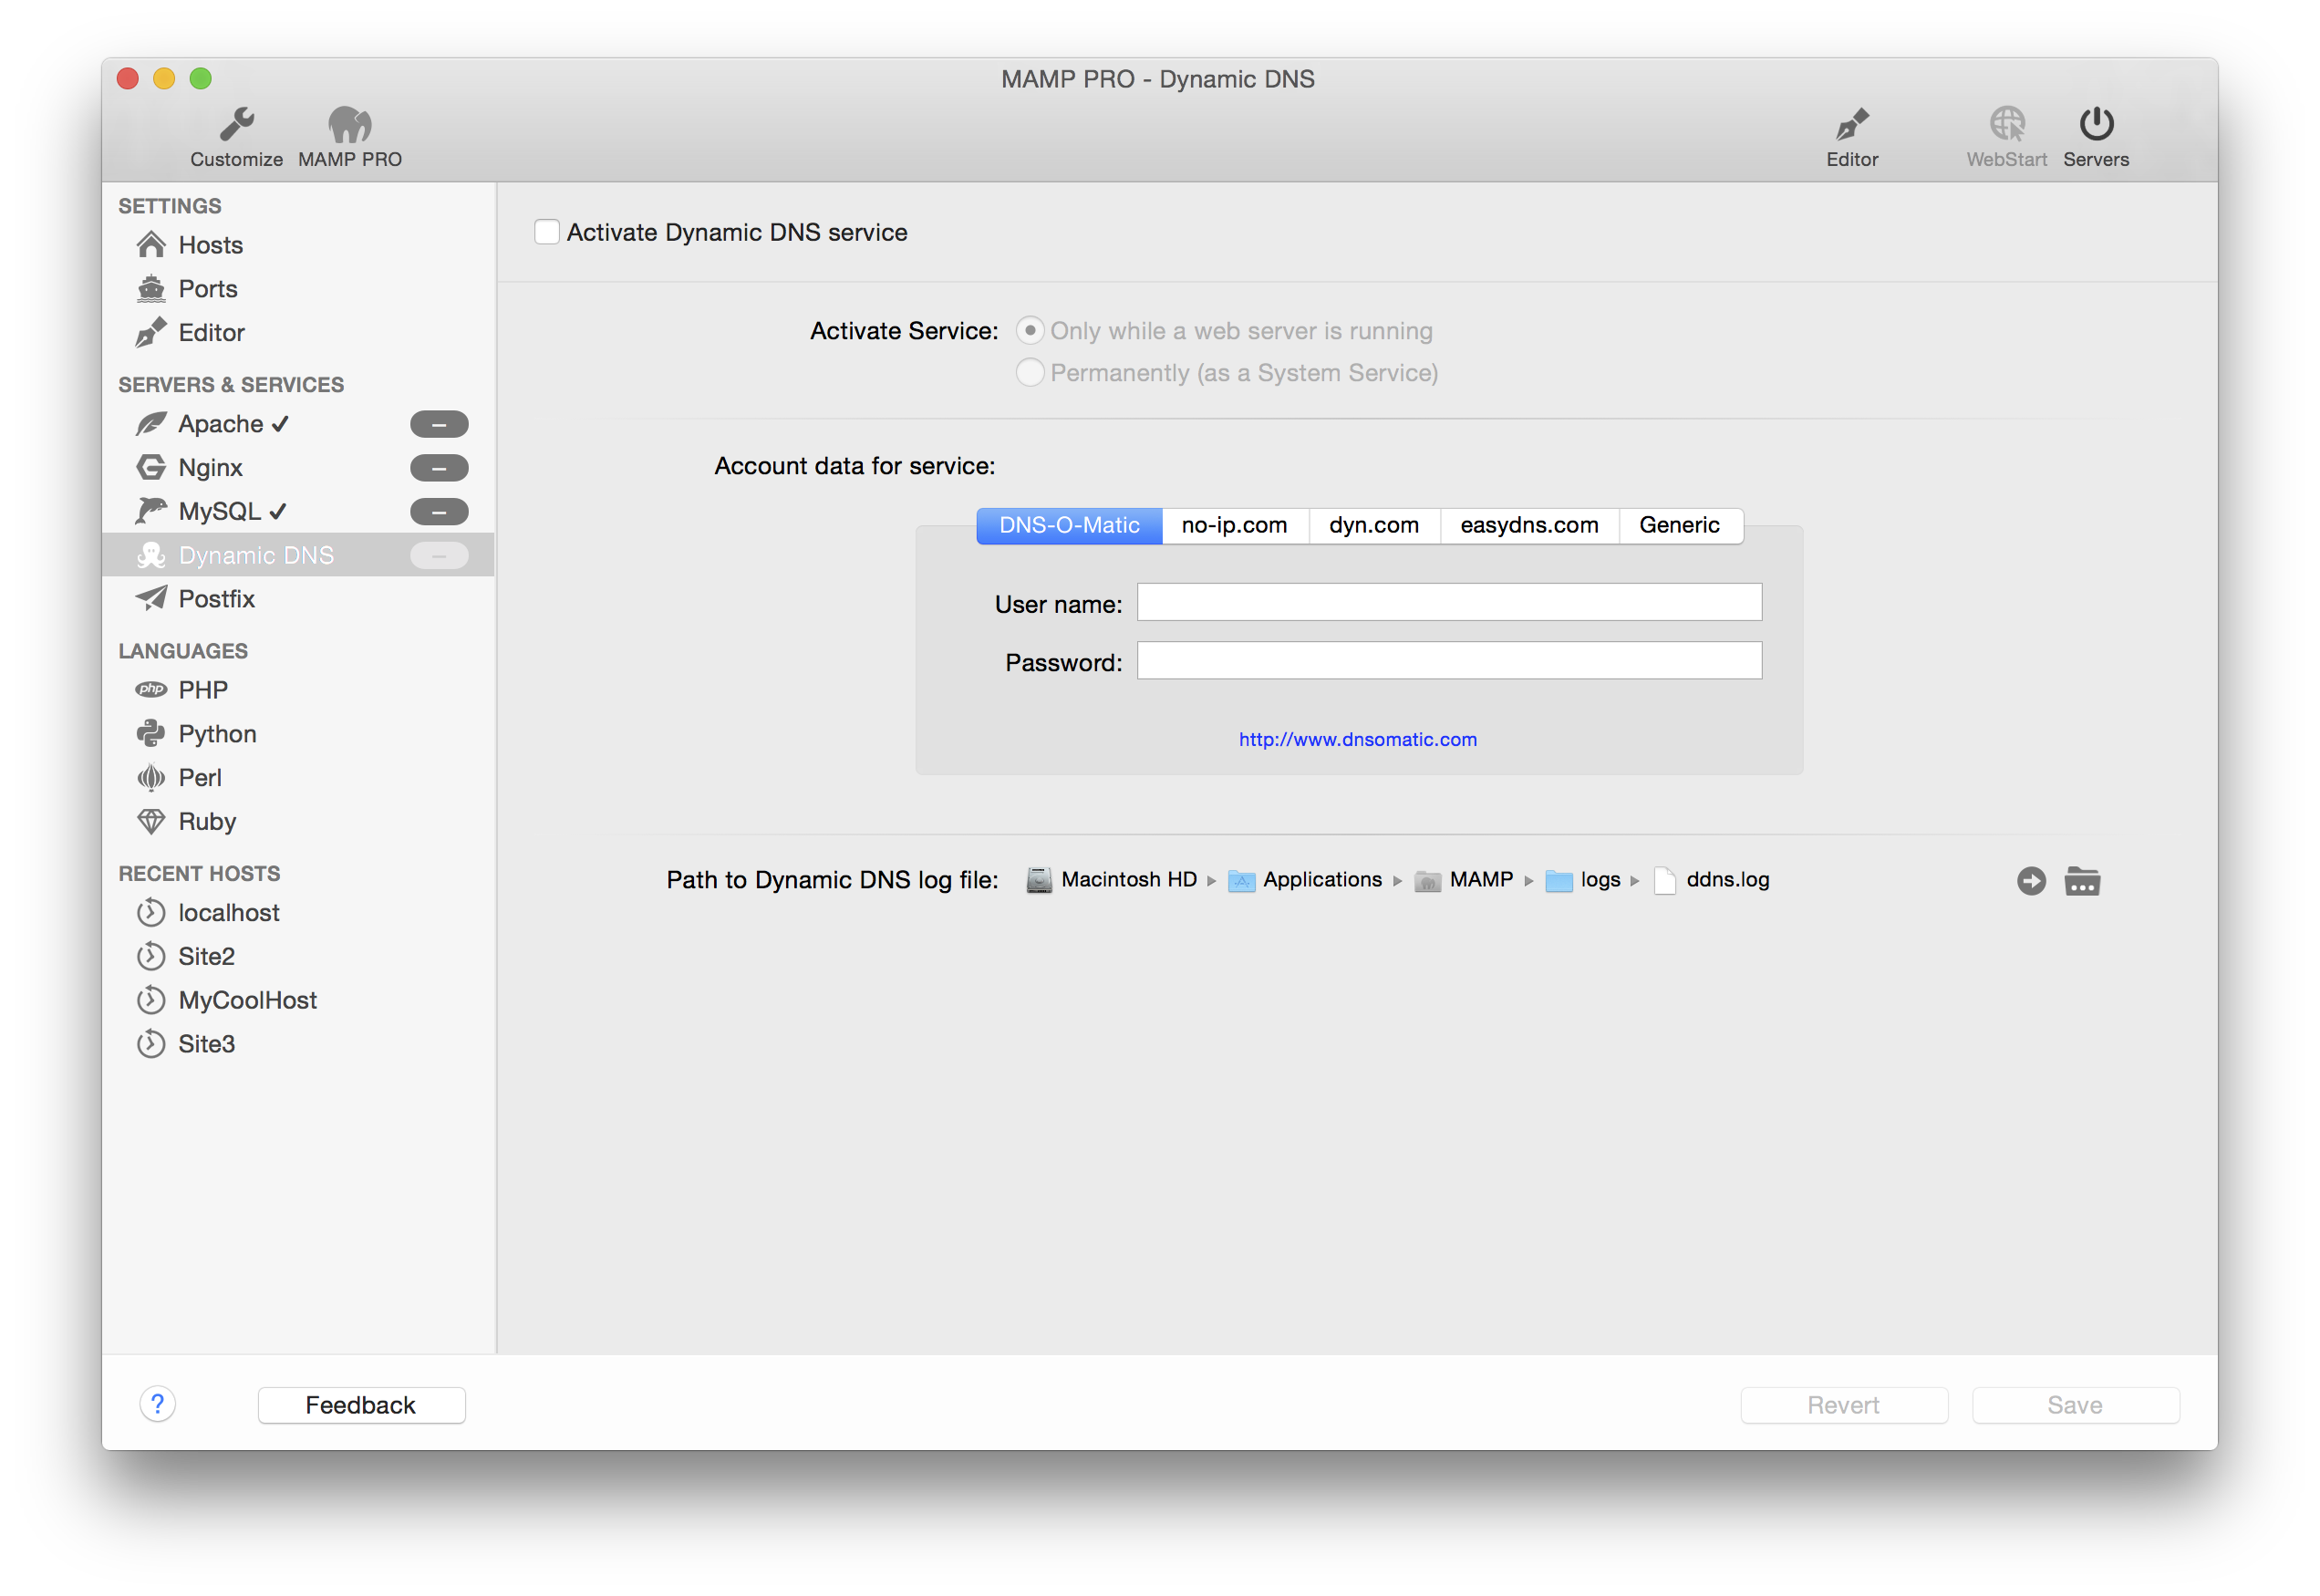 MAMP PRO - Dynamic DNS
Customize
MAMP PRO
Editor
WebStart
Servers
SETTINGS
Hosts
Ports
Editor
SERVERS & SERVICES
Apache ✓
Nginx
MySQL ✓
Dynamic DNS
Postfix
LANGUAGES
php PHP
Python
Perl
Ruby
RECENT HOSTS
localhost
Site2
MyCoolHost
Site3
Activate Dynamic DNS service
Activate Service: Only while a web server is running
Permanently (as a System Service)
Account data for service:
DNS-O-Matic no-ip.com dyn.com easydns.com Generic
User name:
Password:
http://www.dnsomatic.com
Path to Dynamic DNS log file: Macintosh HD ▸ Applications ▸ MAMP ▸ logs ▸ ddns.log
? Feedback Revert Save